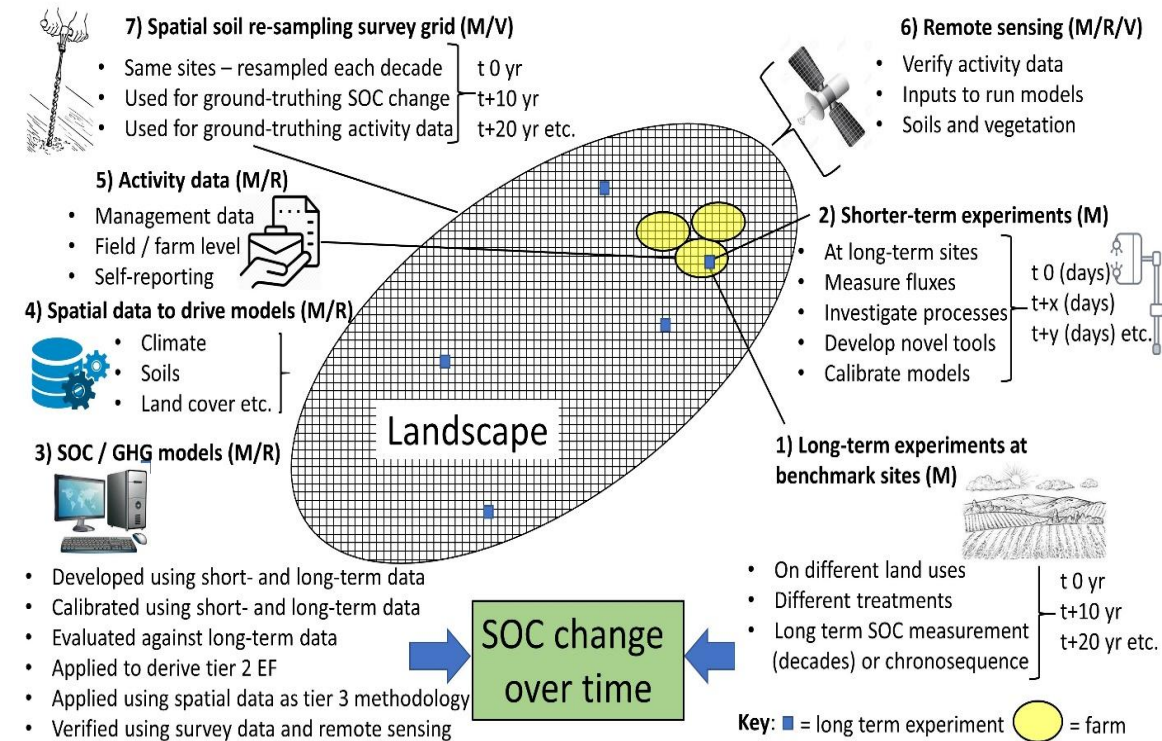 7) Spatial soil re-sampling survey grid (M/V)
• Same sites – resampled each decade
• Used for ground-truthing SOC change
• Used for ground-truthing activity data
t 0 yr
t+10 yr
t+20 yr etc.
6) Remote sensing (M/R/V)
• Verify activity data
• Inputs to run models
• Soils and vegetation
5) Activity data (M/R)
• Management data
• Field / farm level
• Self-reporting
2) Shorter-term experiments (M)
• At long-term sites
• Measure fluxes
• Investigate processes
• Develop novel tools
• Calibrate models
t 0 (days)
t+x (days)
t+y (days) etc.
4) Spatial data to drive models (M/R)
• Climate
• Soils
• Land cover etc.
Landscape
3) SOC / GHG models (M/R)
• Developed using short- and long-term data
• Calibrated using short- and long-term data
• Evaluated against long-term data
• Applied to derive tier 2 EF
• Applied using spatial data as tier 3 methodology
• Verified using survey data and remote sensing
1) Long-term experiments at
benchmark sites (M)
• On different land uses
• Different treatments
• Long term SOC measurement
(decades) or chronosequence
t 0 yr
t+10 yr
t+20 yr etc.
SOC change
over time
Key: = long term experiment = farm